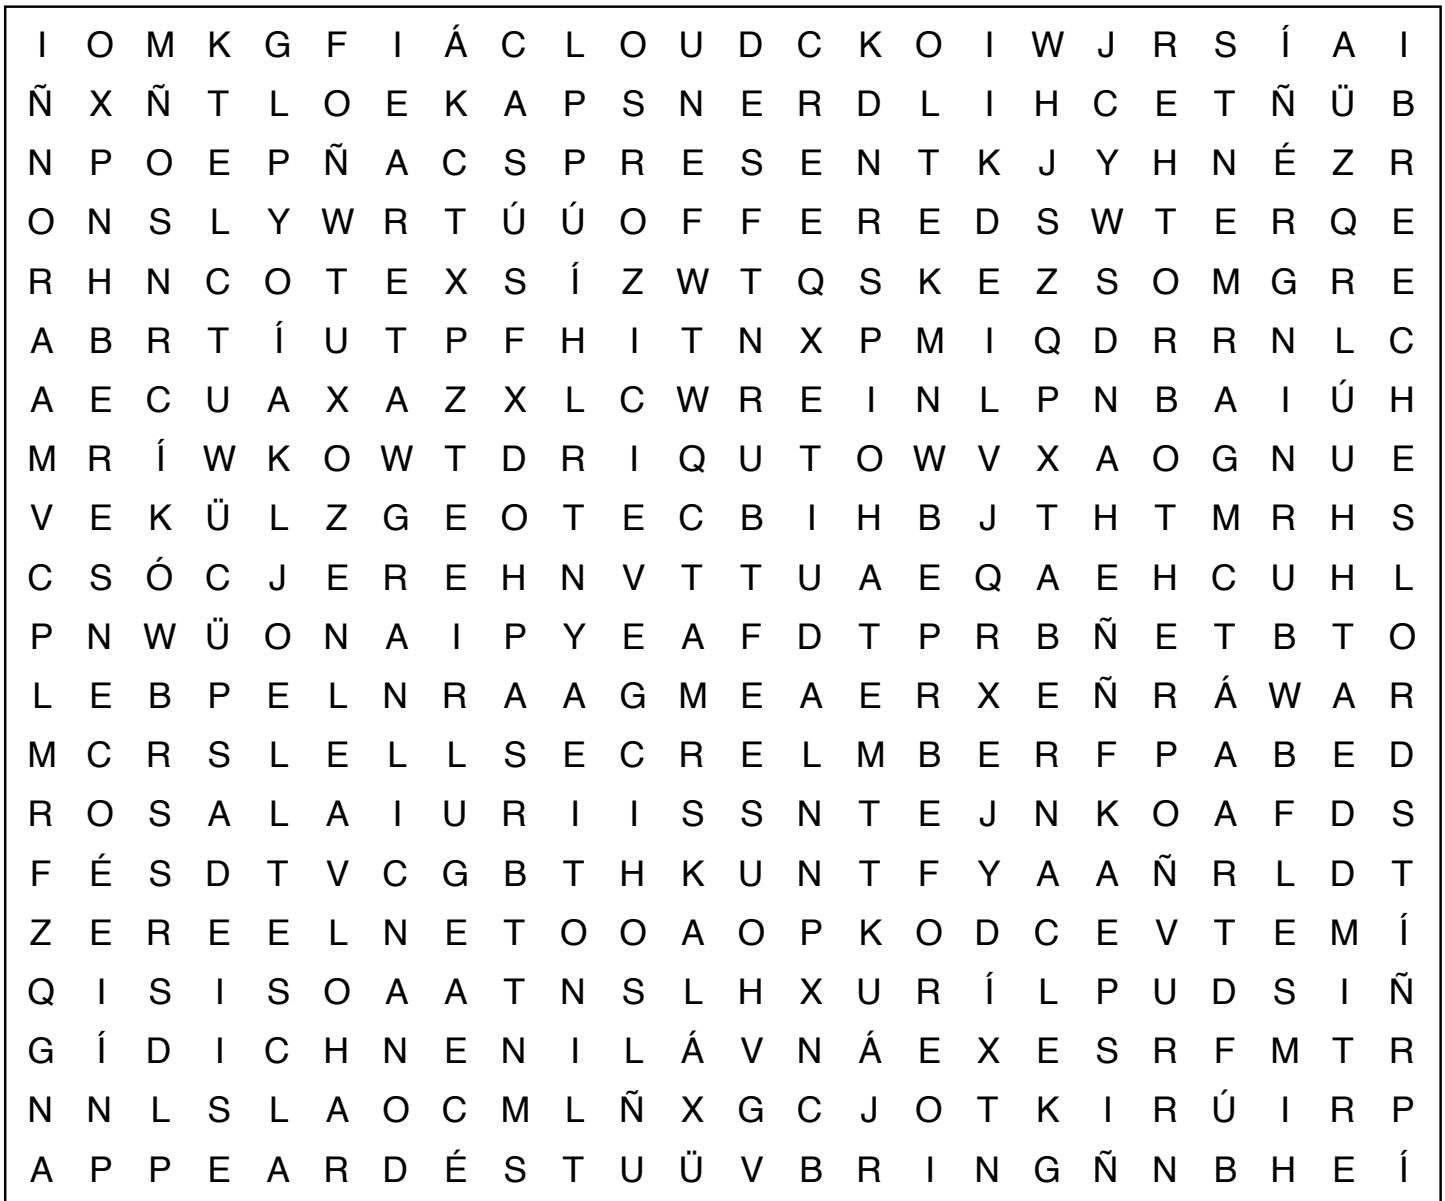 I O M K G F I Á C L O U D C K O I W J R S Í A I
Ñ X Ñ T L O E K A P S N E R D L I H C E T Ñ Ü B
N P O E P Ñ A C S P R E S E N T K J Y H N É Z R
O N S L Y W R T Ú Ú O F F E R E D S W T E R Q E
R H N C O T E X S Í Z W T Q S K E Z S O M G R E
A B R T Í U T P F H I T N X P M I Q D R R N L C
A E C U A X A Z X L C W R E I N L P N B A I Ú H
M R Í W K O W T D R I Q U T O W V X A O G N U E
V E K Ü L Z G E O T E C B I H B J T H T M R H S
C S Ó C J E R E H N V T T U A E Q A E H C U H L
P N W Ü O N A I P Y E A F D T P R B Ñ E T B T O
L E B P E L N R A A G M E A E R X E Ñ R Á W A R
M C R S L E L L S E C R E L M B E R F P A B E D
R O S A L A I U R I I S S N T E J N K O A F D S
F É S D T V C G B T H K U N T F Y A A Ñ R L D T
Z E R E E L N E T O O A O P K O D C E V T E M Í
Q I S I S O A A T N S L H X U R Í L P U D S I Ñ
G Í D I C H N E N I L Á V N Á E X E S R F M T R
N N L S L A O C M L Ñ X G C J O T K I R Ú I R P
A P P E A R D É S T U Ü V B R I N G Ñ N B H E Í